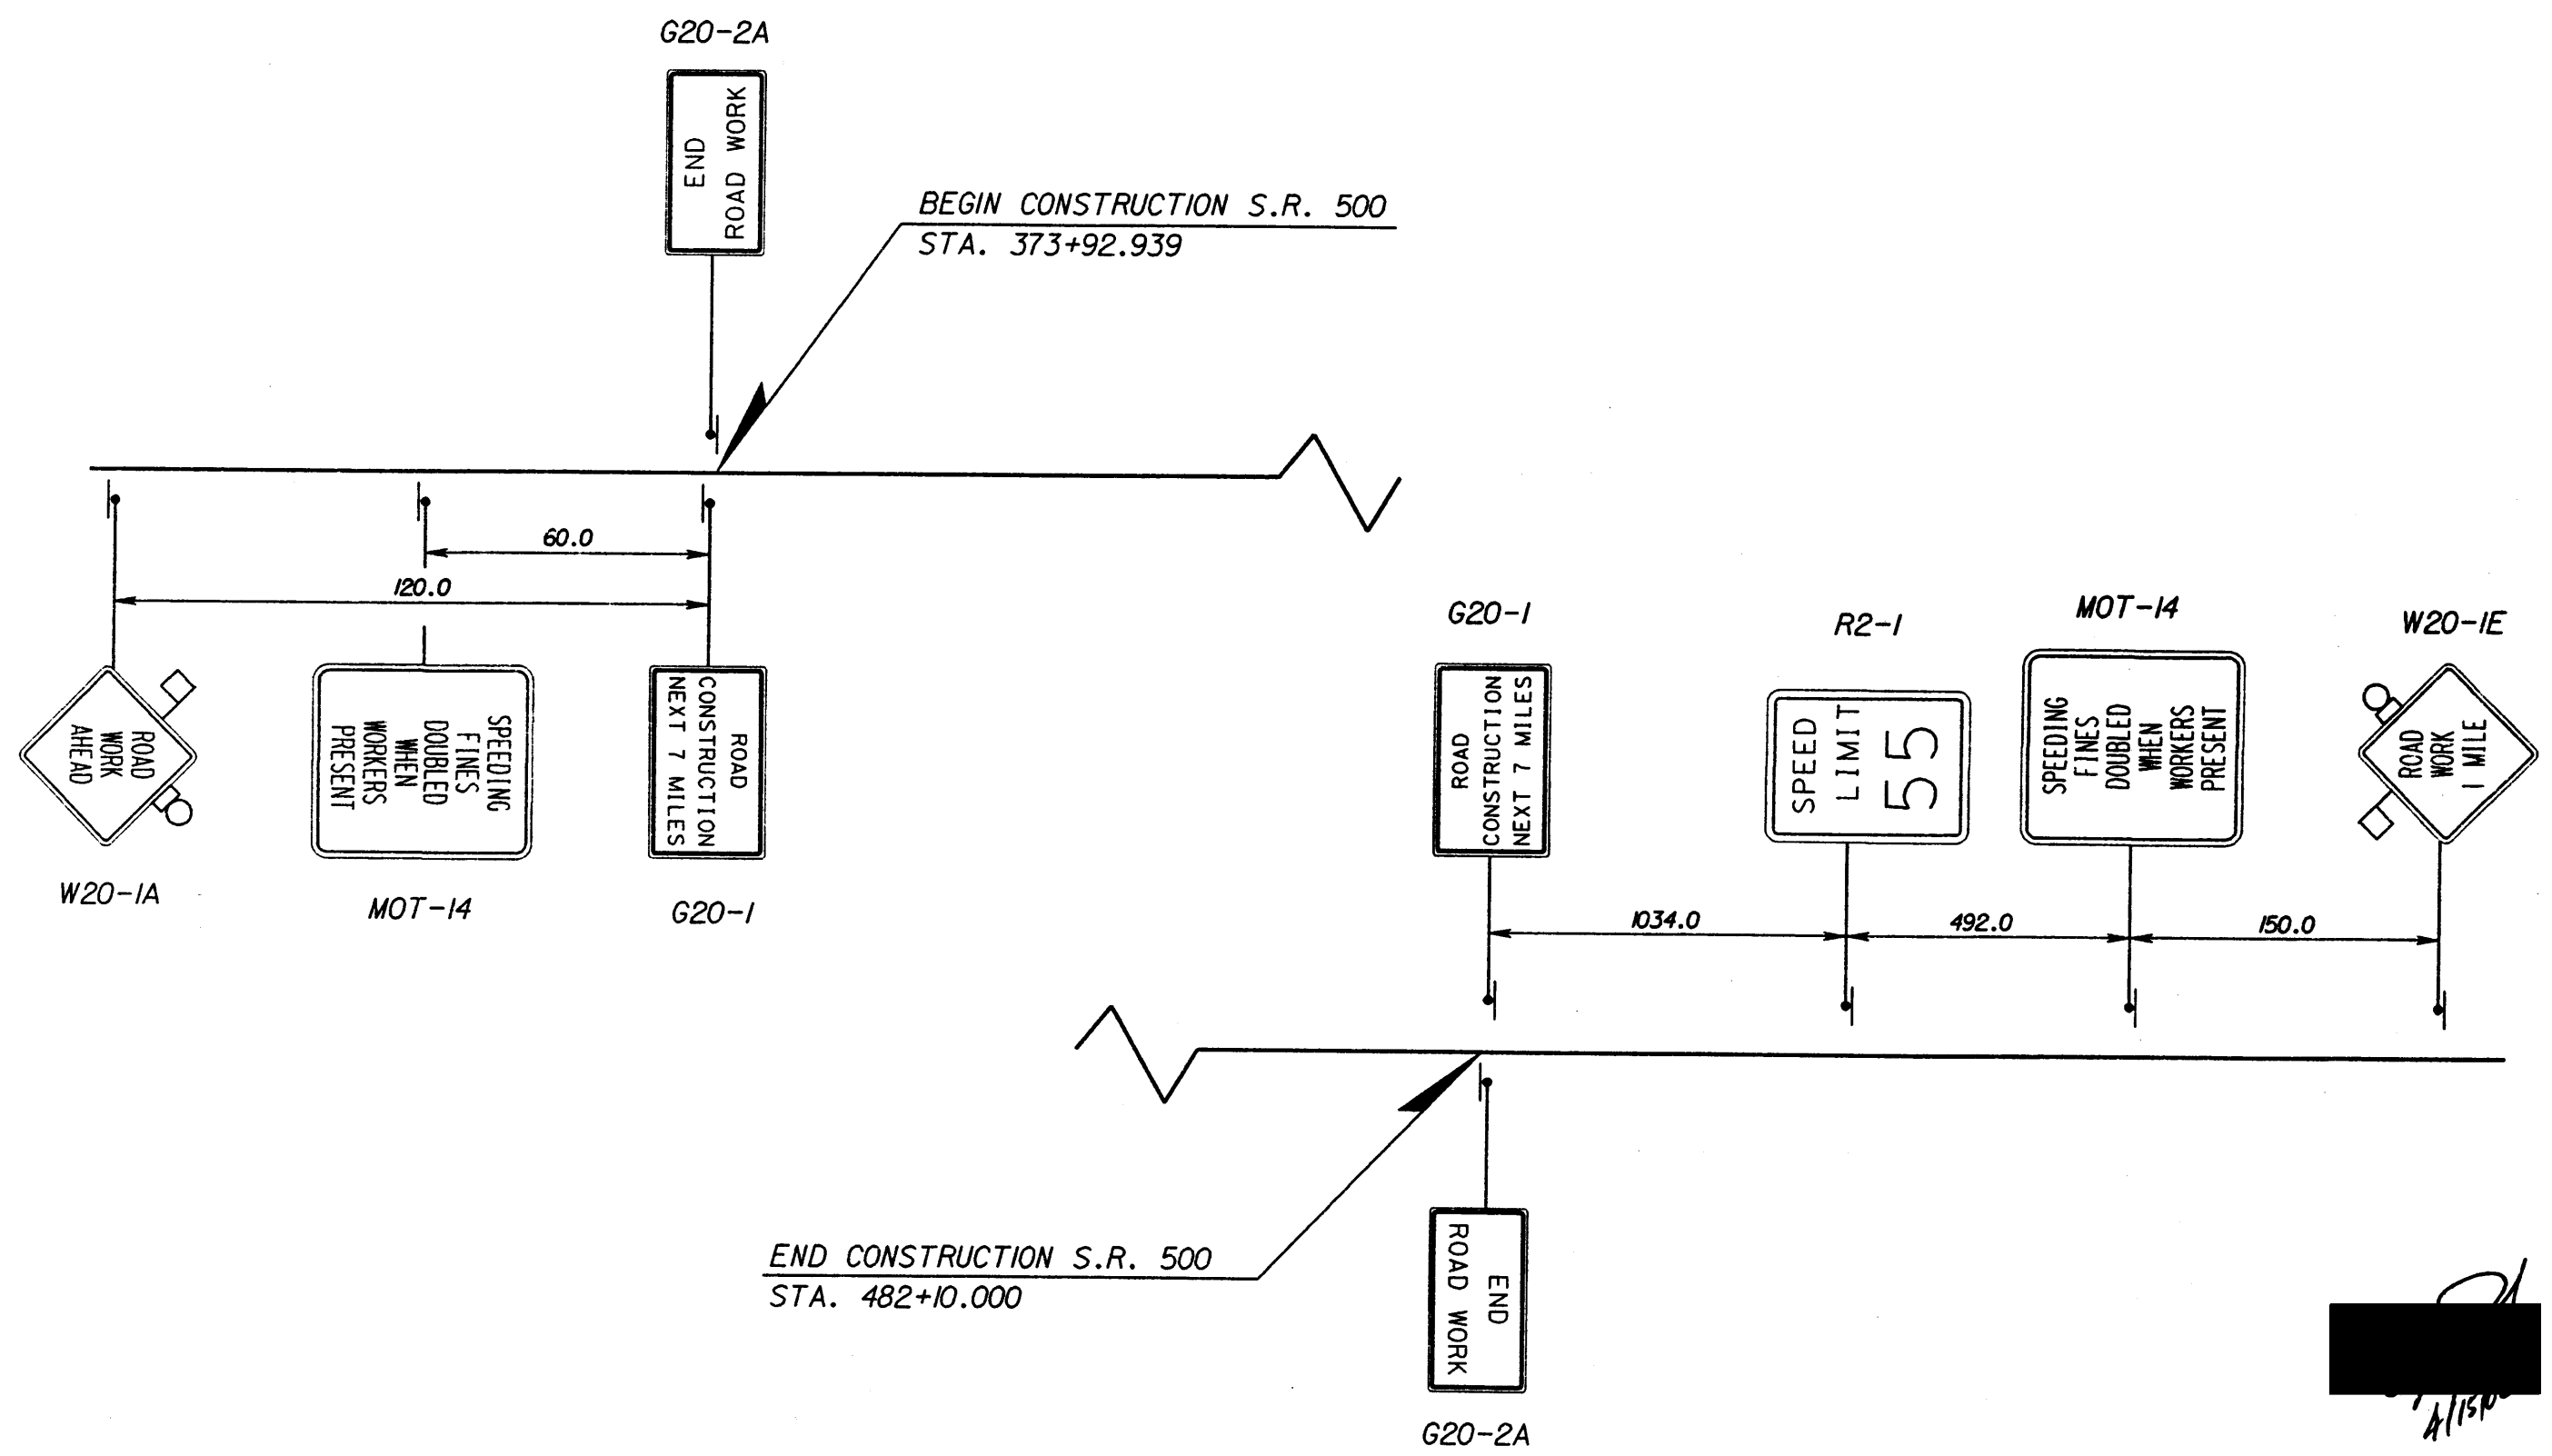 G20-2A
END
ROAD WORK
BEGIN CONSTRUCTION S.R. 500
STA. 373+92.939
60.0
120.0
ROAD
WORK
AHEAD
W20-1A
SPEEDING
FINES
DOUBLED
WHEN
WORKERS
PRESENT
MOT-14
ROAD
CONSTRUCTION
NEXT 7 MILES
G20-1
G20-1
ROAD
CONSTRUCTION
NEXT 7 MILES
R2-1
SPEED
LIMIT
55
MOT-14
SPEEDING
FINES
DOUBLED
WHEN
WORKERS
PRESENT
W20-1E
ROAD
WORK
1 MILE
1034.0
492.0
150.0
END CONSTRUCTION S.R. 500
STA. 482+10.000
END
ROAD WORK
G20-2A